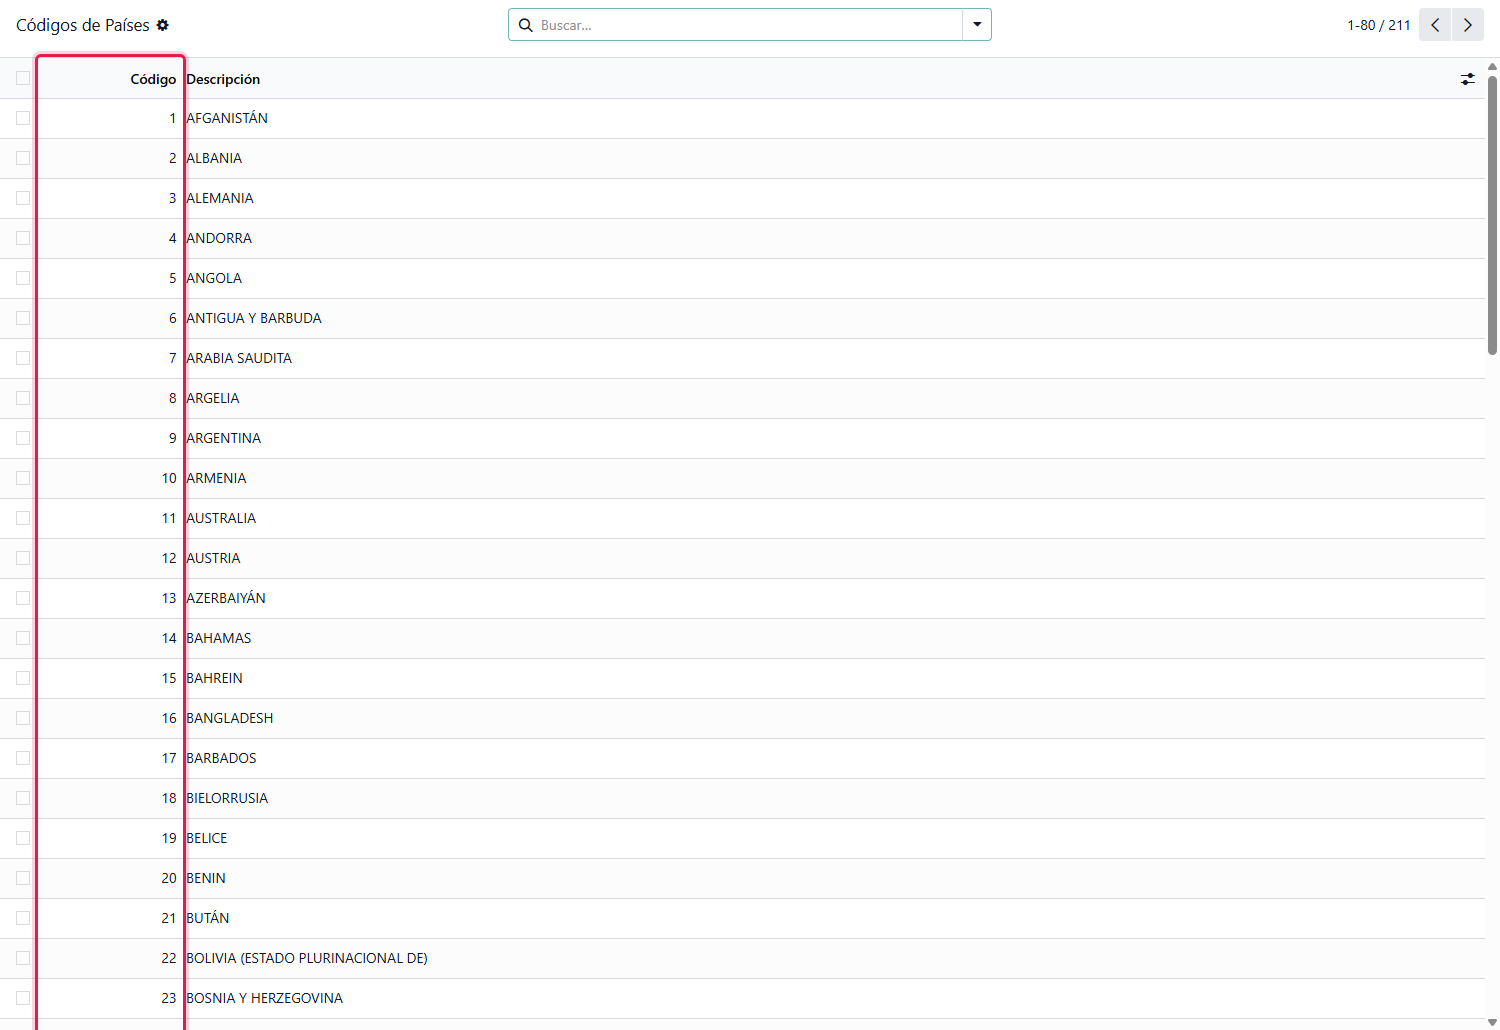 Códigos de Países
Buscar...
1-80 / 211
Código Descripción
1 AFGANISTÁN
2 ALBANIA
3 ALEMANIA
4 ANDORRA
5 ANGOLA
6 ANTIGUA Y BARBUDA
7 ARABIA SAUDITA
8 ARGELIA
9 ARGENTINA
10 ARMENIA
11 AUSTRALIA
12 AUSTRIA
13 AZERBAIYÁN
14 BAHAMAS
15 BAHREIN
16 BANGLADESH
17 BARBADOS
18 BIELORRUSIA
19 BELICE
20 BENIN
21 BUTÁN
22 BOLIVIA (ESTADO PLURINACIONAL DE)
23 BOSNIA Y HERZEGOVINA